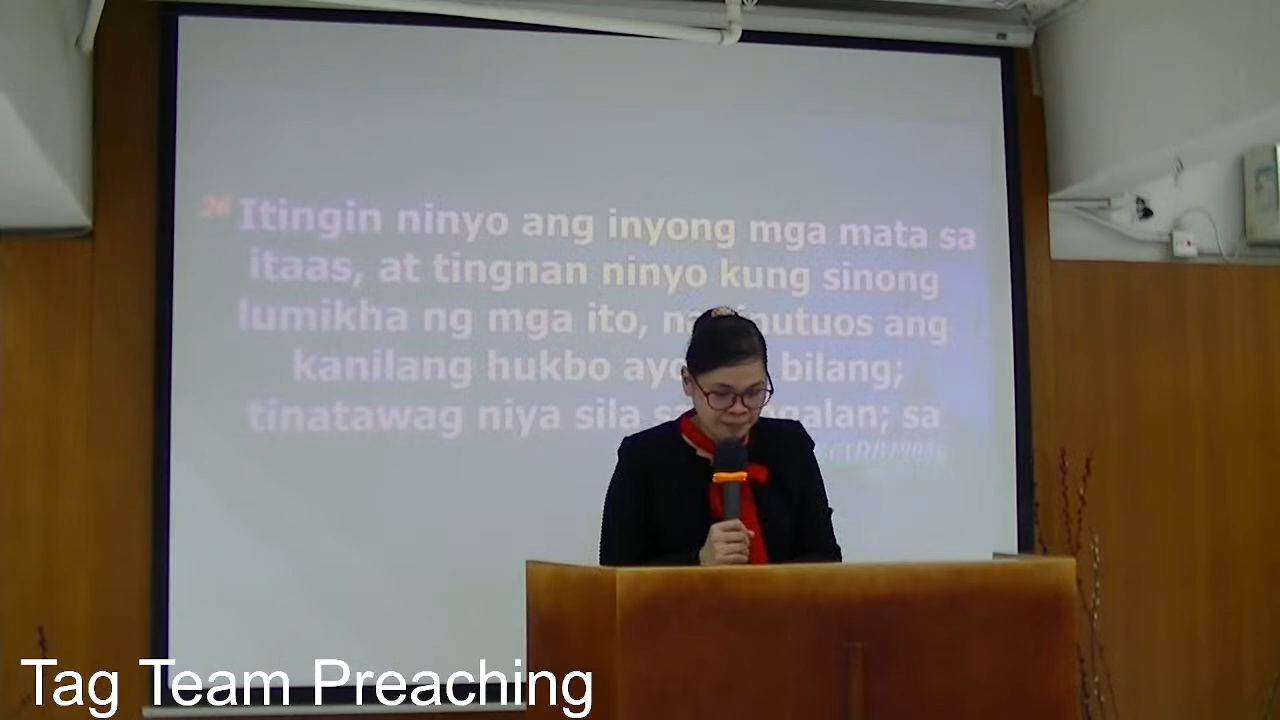 26 Itingin ninyo ang inyong mga mata sa
itaas, at tingnan ninyo kung sinong
lumikha ng mga ito, ang
kanilang hukbo bilang;
tinatawag niya sila sa
Tag Team Preaching